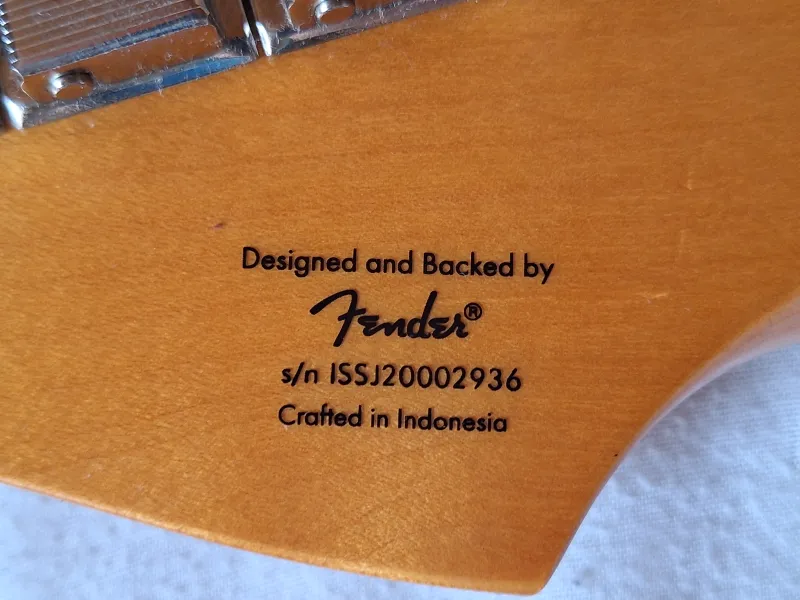 Designed and Backed by
Fender®
s/n ISSJ20002936
Crafted in Indonesia